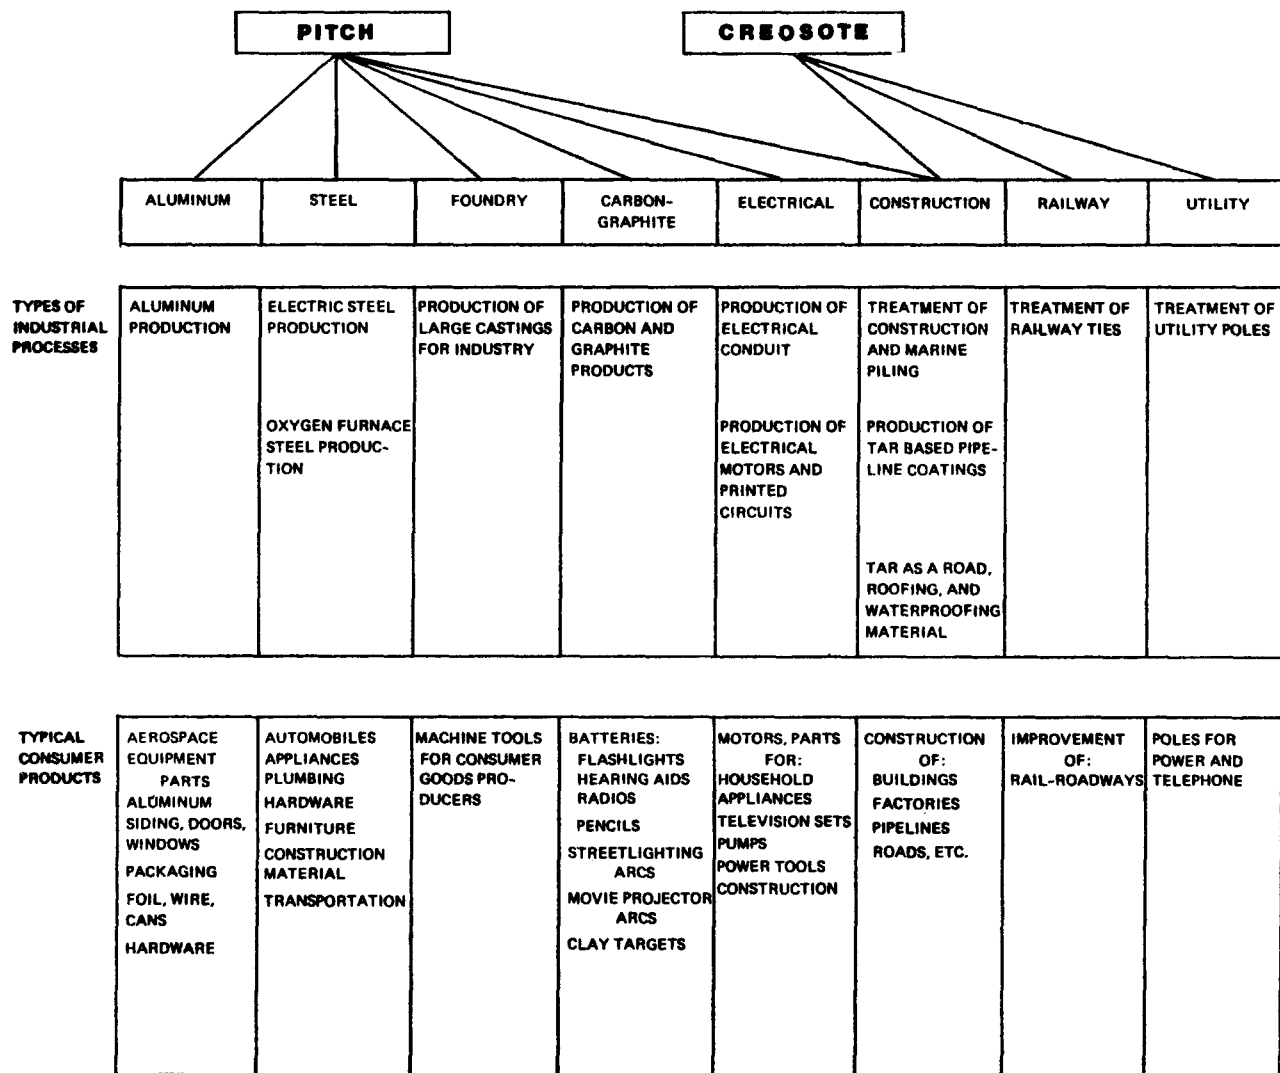 PITCH
CREOSOTE
ALUMINUM
STEEL
FOUNDRY
CARBON-
GRAPHITE
ELECTRICAL
CONSTRUCTION
RAILWAY
UTILITY
TYPES OF
INDUSTRIAL
PROCESSES
ALUMINUM
PRODUCTION
ELECTRIC STEEL
PRODUCTION
OXYGEN FURNACE
STEEL PRODUC-
TION
PRODUCTION OF
LARGE CASTINGS
FOR INDUSTRY
PRODUCTION OF
CARBON AND
GRAPHITE
PRODUCTS
PRODUCTION OF
ELECTRICAL
CONDUIT
PRODUCTION OF
ELECTRICAL
MOTORS AND
PRINTED
CIRCUITS
TREATMENT OF
CONSTRUCTION
AND MARINE
PILING
PRODUCTION OF
TAR BASED PIPE-
LINE COATINGS
TAR AS A ROAD,
ROOFING, AND
WATERPROOFING
MATERIAL
TREATMENT OF
RAILWAY TIES
TREATMENT OF
UTILITY POLES
TYPICAL
CONSUMER
PRODUCTS
AEROSPACE
EQUIPMENT
PARTS
ALUMINUM
SIDING, DOORS,
WINDOWS
PACKAGING
FOIL, WIRE,
CANS
HARDWARE
AUTOMOBILES
APPLIANCES
PLUMBING
HARDWARE
FURNITURE
CONSTRUCTION
MATERIAL
TRANSPORTATION
MACHINE TOOLS
FOR CONSUMER
GOODS PRO-
DUCERS
BATTERIES:
FLASHLIGHTS
HEARING AIDS
RADIOS
PENCILS
STREETLIGHTING
ARCS
MOVIE PROJECTOR
ARCS
CLAY TARGETS
MOTORS, PARTS
FOR:
HOUSEHOLD
APPLIANCES
TELEVISION SETS
PUMPS
POWER TOOLS
CONSTRUCTION
CONSTRUCTION
OF:
BUILDINGS
FACTORIES
PIPELINES
ROADS, ETC.
IMPROVEMENT
OF:
RAIL-ROADWAYS
POLES FOR
POWER AND
TELEPHONE